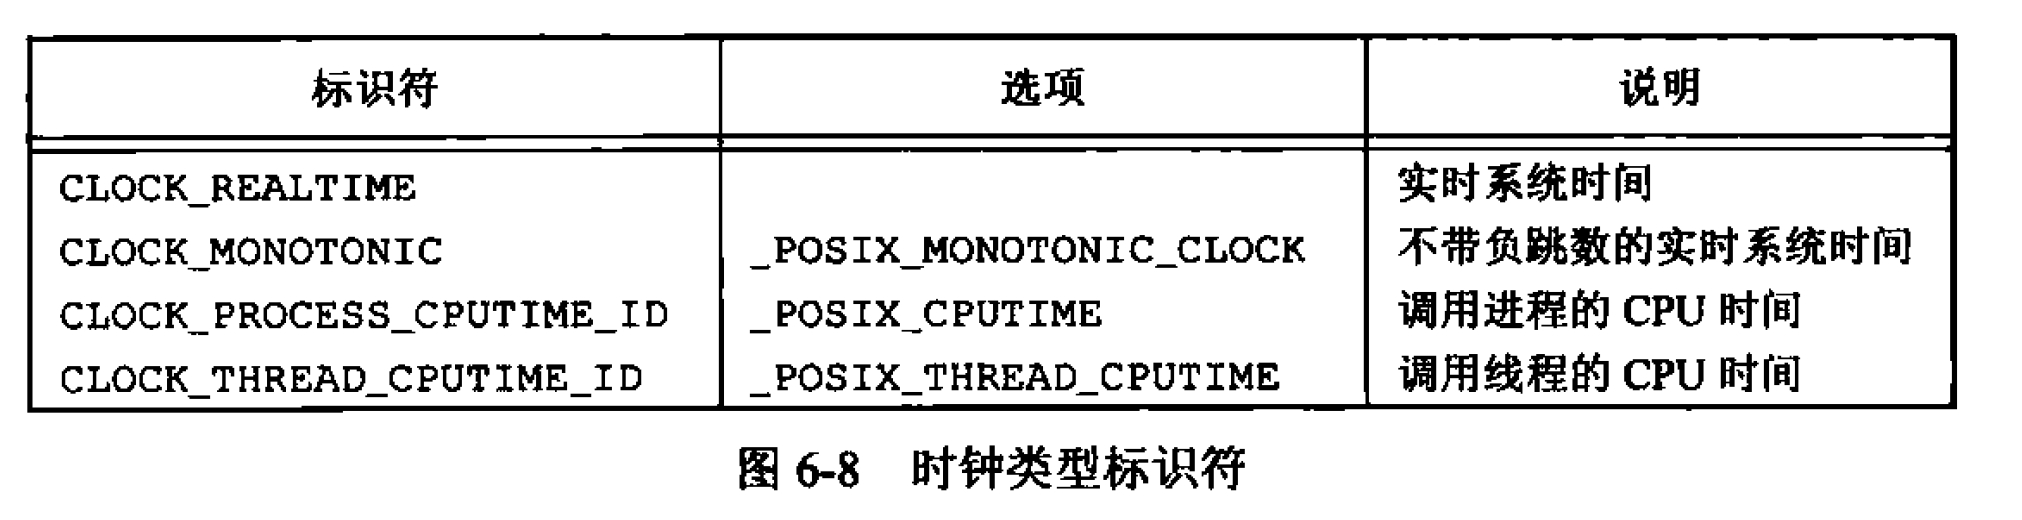 标识符 选项 说明
CLOCK_REALTIME 实时系统时间
CLOCK_MONOTONIC _POSIX_MONOTONIC_CLOCK 不带负跳数的实时系统时间
CLOCK_PROCESS_CPUTIME_ID _POSIX_CPUTIME 调用进程的 CPU 时间
CLOCK_THREAD_CPUTIME_ID _POSIX_THREAD_CPUTIME 调用线程的 CPU 时间
图 6-8 时钟类型标识符